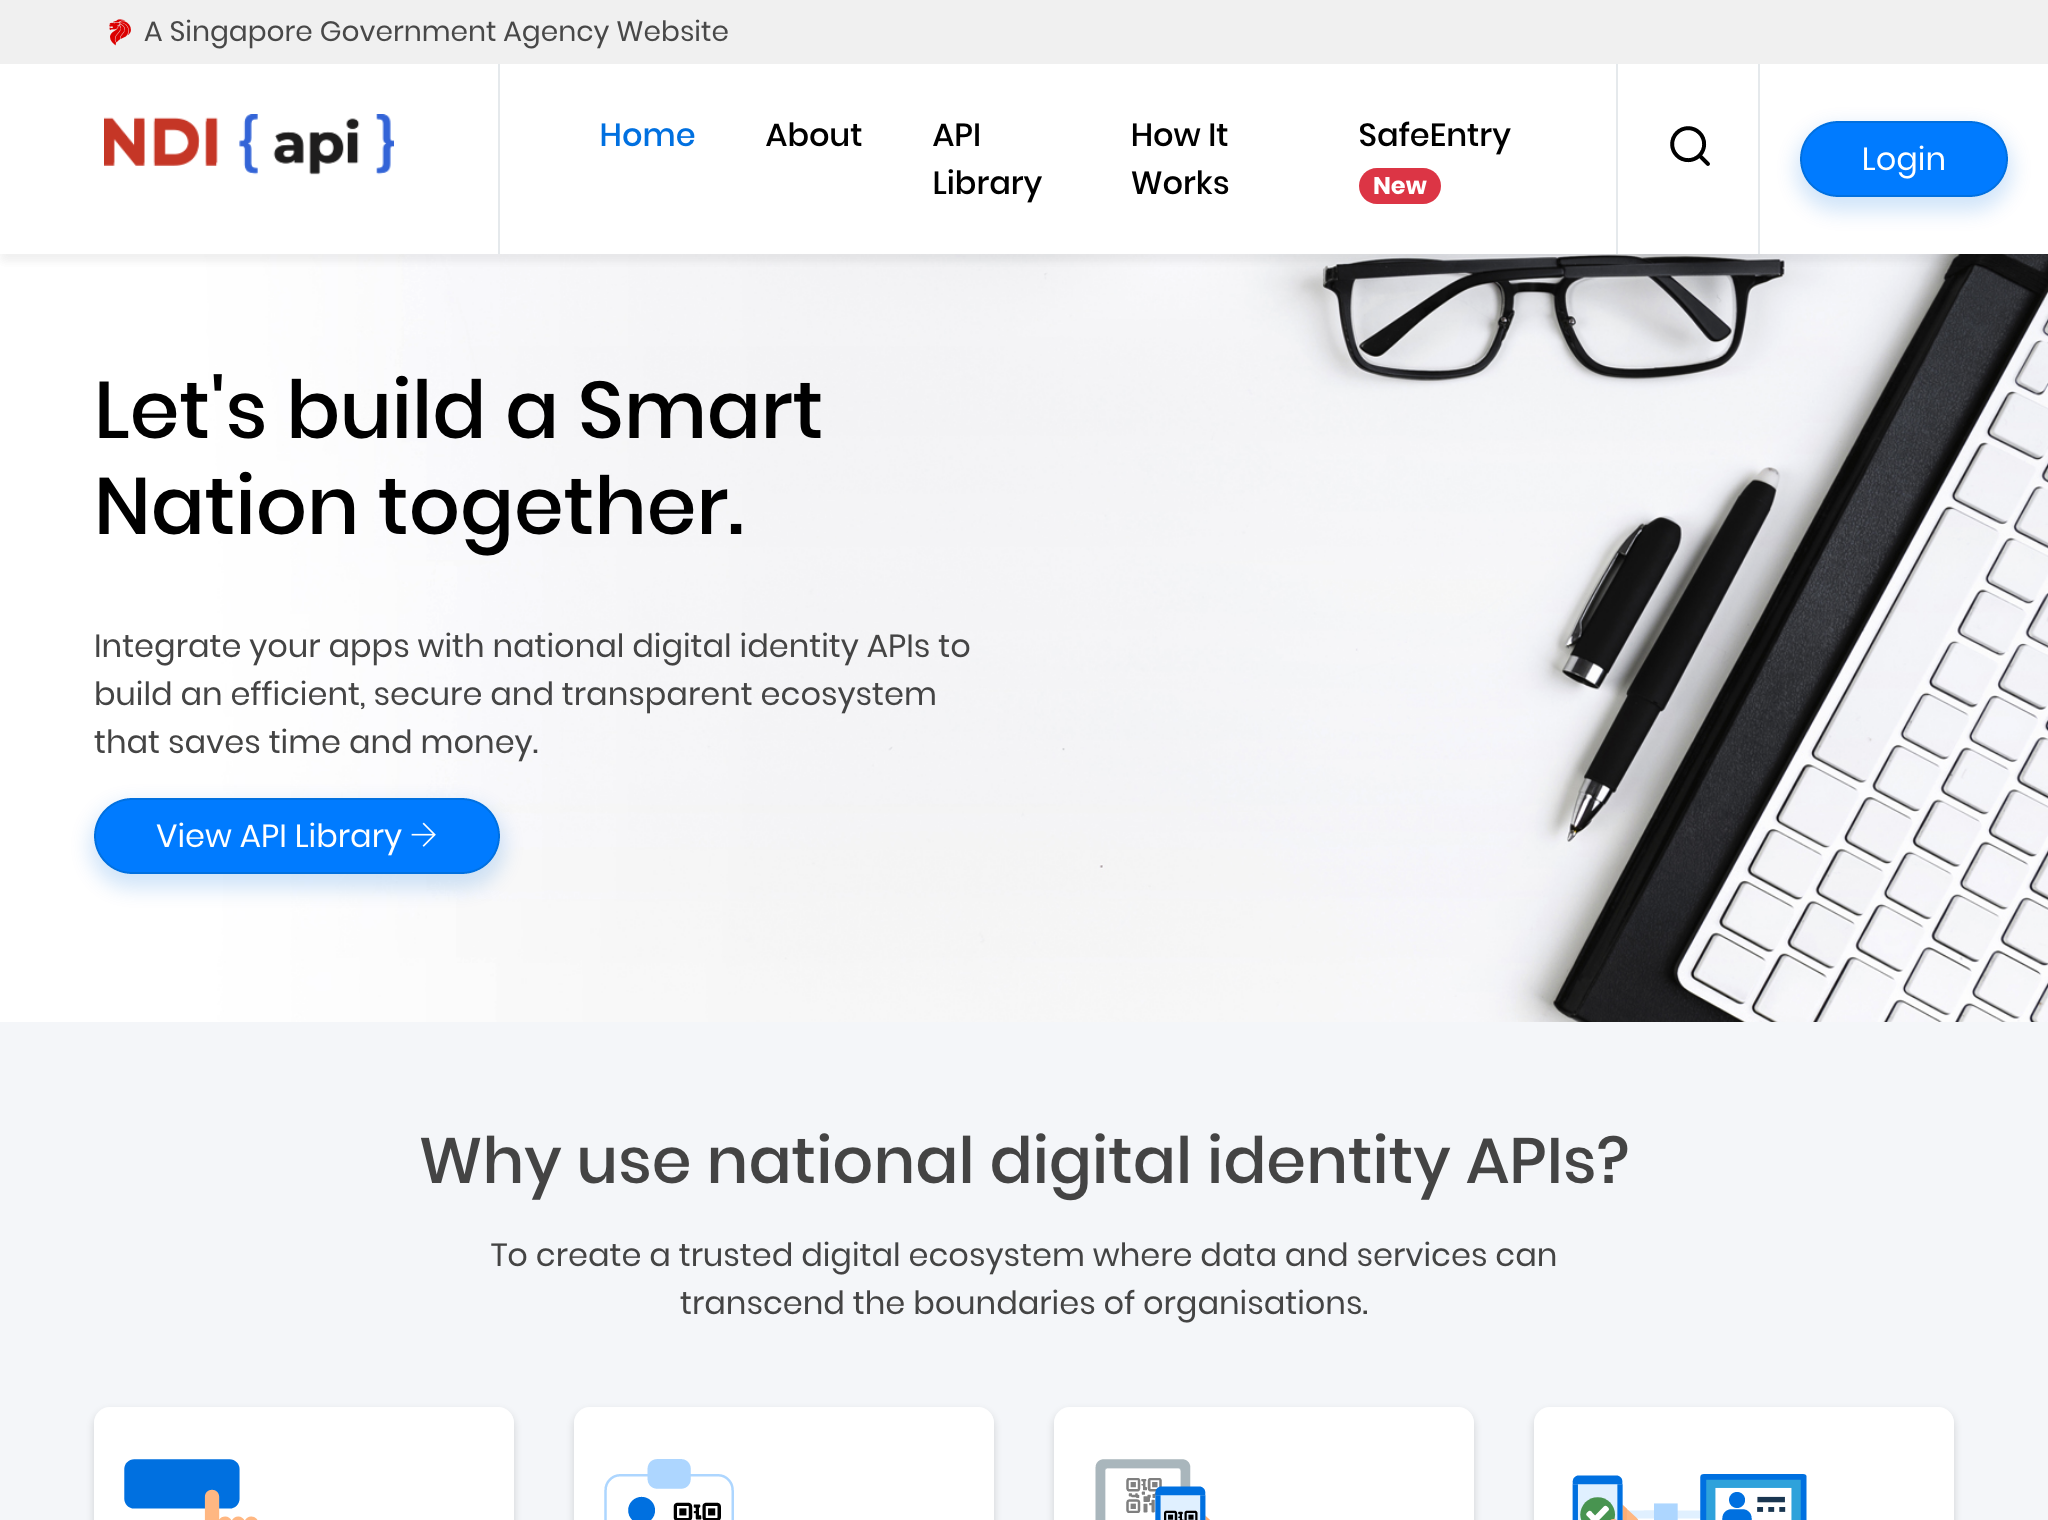 A Singapore Government Agency Website
NDI { api }
Home
About
API
Library
How It
Works
SafeEntry
New
Login
Let's build a Smart
Nation together.
Integrate your apps with national digital identity APIs to
build an efficient, secure and transparent ecosystem
that saves time and money.
View API Library →
Why use national digital identity APIs?
To create a trusted digital ecosystem where data and services can
transcend the boundaries of organisations.